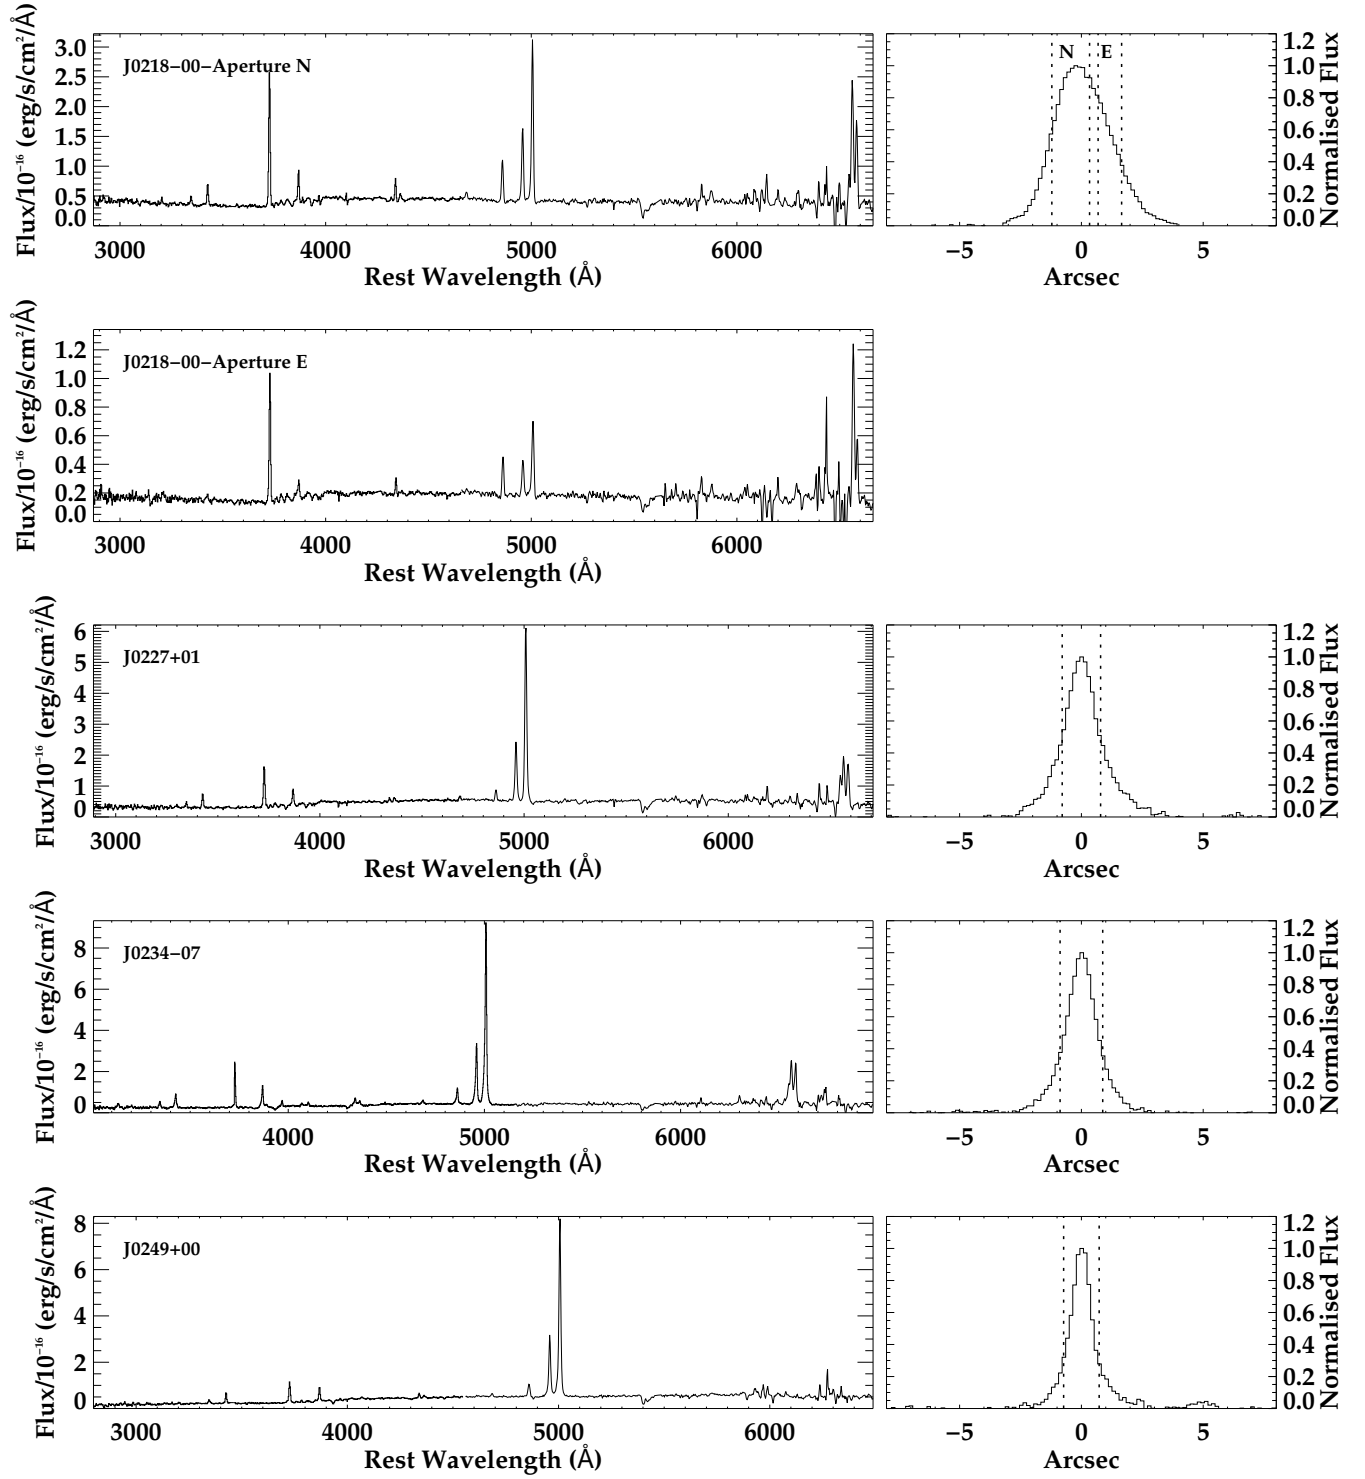 J0218−00−Aperture N
Flux/10⁻¹⁶ (erg/s/cm²/Å)
3.0
2.5
2.0
1.5
1.0
0.5
0.0
3000 4000 5000 6000
Rest Wavelength (Å)
N E
1.2
1.0
0.8
0.6
0.4
0.2
0.0
Normalised Flux
−5 0 5
Arcsec
J0218−00−Aperture E
Flux/10⁻¹⁶ (erg/s/cm²/Å)
1.2
1.0
0.8
0.6
0.4
0.2
0.0
3000 4000 5000 6000
Rest Wavelength (Å)
J0227+01
Flux/10⁻¹⁶ (erg/s/cm²/Å)
6
5
4
3
2
1
0
3000 4000 5000 6000
Rest Wavelength (Å)
1.2
1.0
0.8
0.6
0.4
0.2
0.0
Normalised Flux
−5 0 5
Arcsec
J0234−07
Flux/10⁻¹⁶ (erg/s/cm²/Å)
8
6
4
2
0
4000 5000 6000
Rest Wavelength (Å)
1.2
1.0
0.8
0.6
0.4
0.2
0.0
Normalised Flux
−5 0 5
Arcsec
J0249+00
Flux/10⁻¹⁶ (erg/s/cm²/Å)
8
6
4
2
0
3000 4000 5000 6000
Rest Wavelength (Å)
1.2
1.0
0.8
0.6
0.4
0.2
0.0
Normalised Flux
−5 0 5
Arcsec